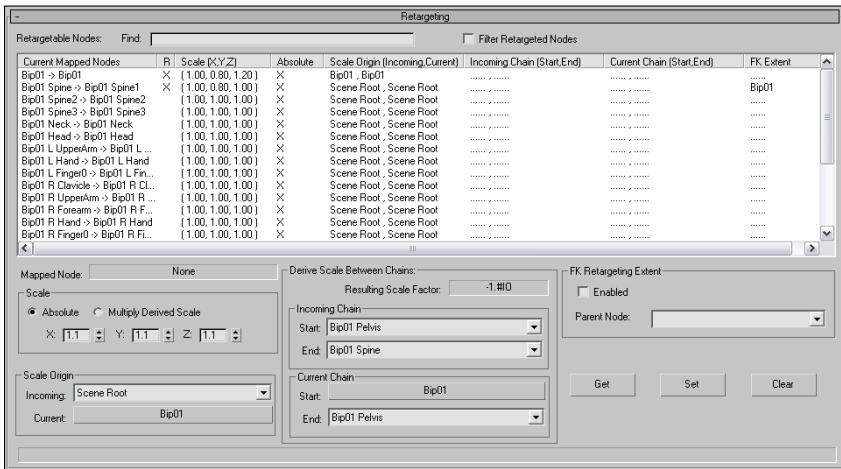 - Retargeting
Retargetable Nodes: Find: Filter Retargeted Nodes
Current Mapped Nodes R Scale (X,Y,Z) Absolute Scale Origin (Incoming,Current) Incoming Chain (Start,End) Current Chain (Start,End) FK Extent
Bip01 -> Bip01 X ( 1.00, 0.80, 1.20 ) X Bip01 , Bip01 ...... , ...... ...... , ...... ......
Bip01 Spine -> Bip01 Spine1 X ( 1.00, 0.80, 1.00 ) X Scene Root , Scene Root ...... , ...... ...... , ...... Bip01
Bip01 Spine2 -> Bip01 Spine2 ( 1.00, 1.00, 1.00 ) X Scene Root , Scene Root ...... , ...... ...... , ...... ......
Bip01 Spine3 -> Bip01 Spine3 ( 1.00, 1.00, 1.00 ) X Scene Root , Scene Root ...... , ...... ...... , ...... ......
Bip01 Neck -> Bip01 Neck ( 1.00, 1.00, 1.00 ) X Scene Root , Scene Root ...... , ...... ...... , ...... ......
Bip01 Head -> Bip01 Head ( 1.00, 1.00, 1.00 ) X Scene Root , Scene Root ...... , ...... ...... , ...... ......
Bip01 L UpperArm -> Bip01 L ... ( 1.00, 1.00, 1.00 ) X Scene Root , Scene Root ...... , ...... ...... , ...... ......
Bip01 L Hand -> Bip01 L Hand ( 1.00, 1.00, 1.00 ) X Scene Root , Scene Root ...... , ...... ...... , ...... ......
Bip01 L Finger0 -> Bip01 L Fin... ( 1.00, 1.00, 1.00 ) X Scene Root , Scene Root ...... , ...... ...... , ...... ......
Bip01 R Clavicle -> Bip01 R Cl... ( 1.00, 1.00, 1.00 ) X Scene Root , Scene Root ...... , ...... ...... , ...... ......
Bip01 R UpperArm -> Bip01 R ... ( 1.00, 1.00, 1.00 ) X Scene Root , Scene Root ...... , ...... ...... , ...... ......
Bip01 R Forearm -> Bip01 R F... ( 1.00, 1.00, 1.00 ) X Scene Root , Scene Root ...... , ...... ...... , ...... ......
Bip01 R Hand -> Bip01 R Hand ( 1.00, 1.00, 1.00 ) X Scene Root , Scene Root ...... , ...... ...... , ...... ......
Bip01 R Finger0 -> Bip01 R Fi... ( 1.00, 1.00, 1.00 ) X Scene Root , Scene Root ...... , ...... ...... , ...... ......
Mapped Node: None
Scale
Absolute Multiply Derived Scale
X: 1.1 Y: 1.1 Z: 1.1
Scale Origin
Incoming: Scene Root
Current: Bip01
Derive Scale Between Chains:
Resulting Scale Factor: -1.#IO
Incoming Chain
Start: Bip01 Pelvis
End: Bip01 Spine
Current Chain
Start: Bip01
End: Bip01 Pelvis
FK Retargeting Extent
Enabled
Parent Node:
Get Set Clear